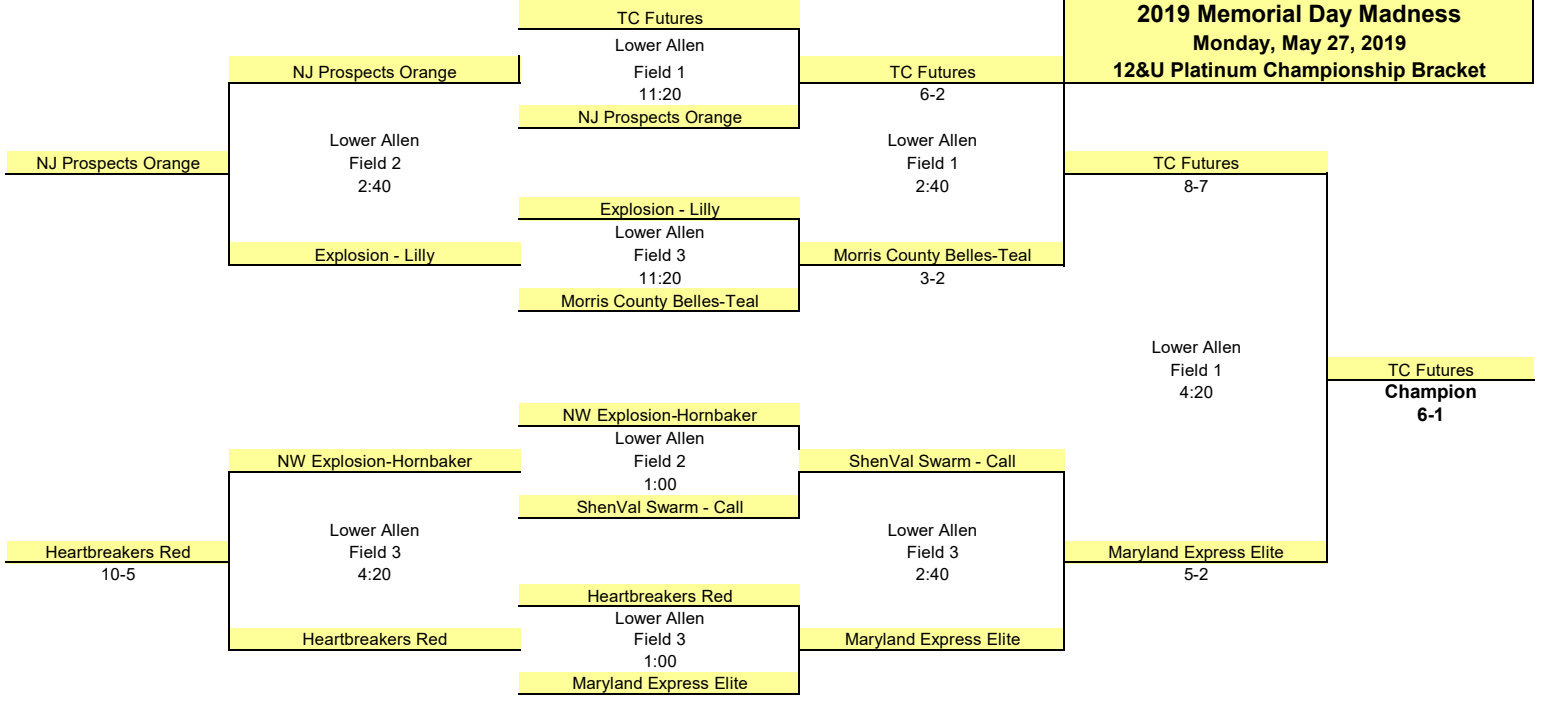 TC Futures
2019 Memorial Day Madness
Lower Allen
Monday, May 27, 2019
NJ Prospects Orange
Field 1
TC Futures
12&U Platinum Championship Bracket
11:20
6-2
NJ Prospects Orange
Lower Allen
Lower Allen
NJ Prospects Orange
Field 2
Field 1
TC Futures
2:40
2:40
8-7
Explosion - Lilly
Lower Allen
Explosion - Lilly
Field 3
Morris County Belles-Teal
11:20
3-2
Morris County Belles-Teal
Lower Allen
Field 1
TC Futures
4:20
Champion
6-1
NW Explosion-Hornbaker
Lower Allen
NW Explosion-Hornbaker
Field 2
ShenVal Swarm - Call
1:00
ShenVal Swarm - Call
Lower Allen
Lower Allen
Heartbreakers Red
Field 3
Field 3
Maryland Express Elite
10-5
4:20
2:40
5-2
Heartbreakers Red
Lower Allen
Heartbreakers Red
Field 3
Maryland Express Elite
1:00
Maryland Express Elite